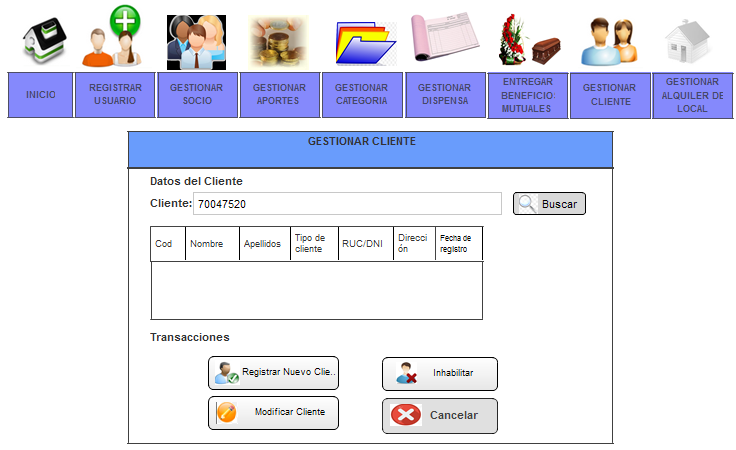 INICIO
REGISTRAR
USUARIO
GESTIONAR
SOCIO
GESTIONAR
APORTES
GESTIONAR
CATEGORIA
GESTIONAR
DISPENSA
ENTREGAR
BENEFICIO:
MUTUALES
GESTIONAR
CLIENTE
GESTIONAR
ALQUILER DE
LOCAL
GESTIONAR CLIENTE
Datos del Cliente
Cliente: 70047520 Buscar
Cod Nombre Apellidos Tipo de cliente RUC/DNI Direcci ón Fecha de registro
Transacciones
Registrar Nuevo Clie.. Inhabilitar
Modificar Cliente Cancelar